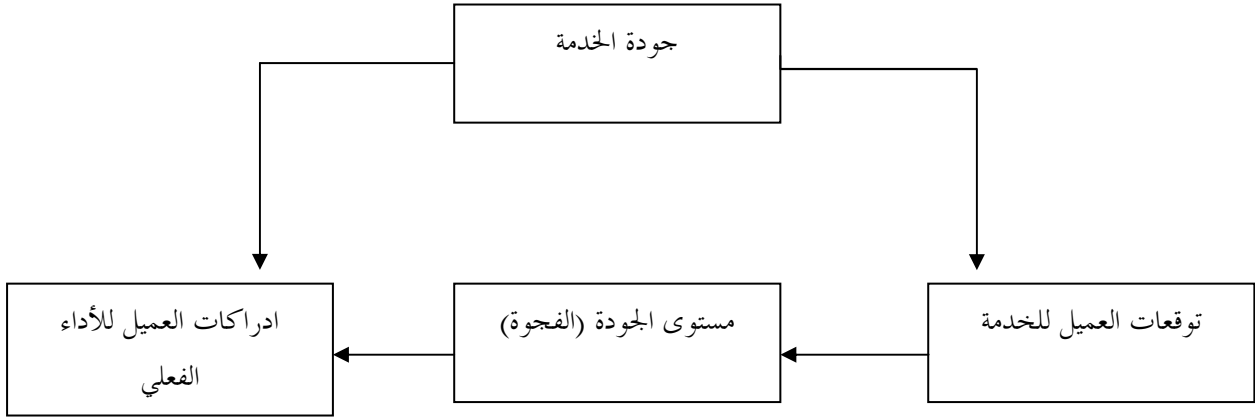 جودة الخدمة
توقعات العميل للخدمة
مستوى الجودة (الفجوة)
ادراكات العميل للأداء
الفعلي